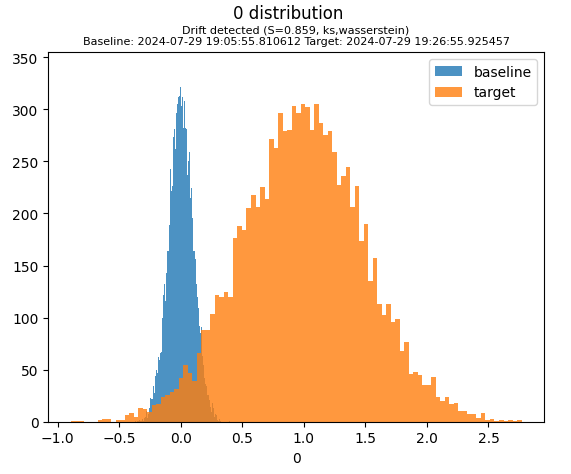 0 distribution
Drift detected (S=0.859, ks,wasserstein)
Baseline: 2024-07-29 19:05:55.810612 Target: 2024-07-29 19:26:55.925457
350
300
250
200
150
100
50
0
baseline
target
−1.0 −0.5 0.0 0.5 1.0 1.5 2.0 2.5
0